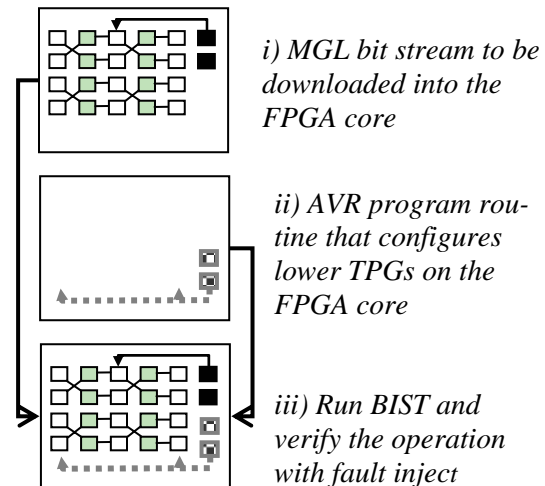 i) MGL bit stream to be
downloaded into the
FPGA core
ii) AVR program rou-
tine that configures
lower TPGs on the
FPGA core
iii) Run BIST and
verify the operation
with fault inject